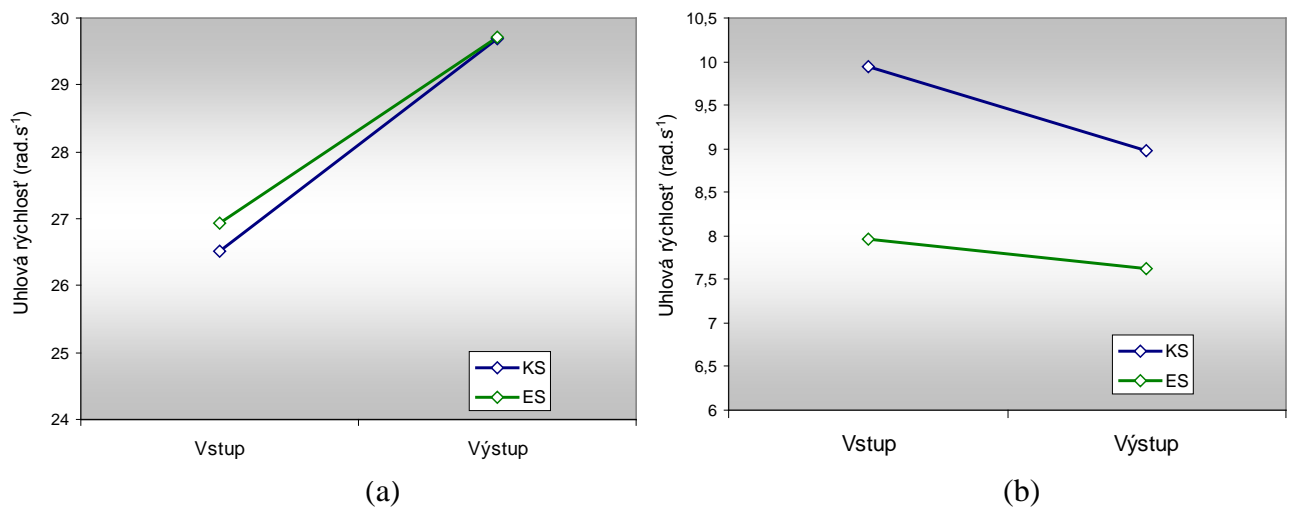 30
29
28
27
26
25
24
Uhlová rýchlosť (rad.s-1)
Vstup
Výstup
KS
ES
(a)
10,5
10
9,5
9
8,5
8
7,5
7
6,5
6
Uhlová rýchlosť (rad.s-1)
Vstup
Výstup
KS
ES
(b)